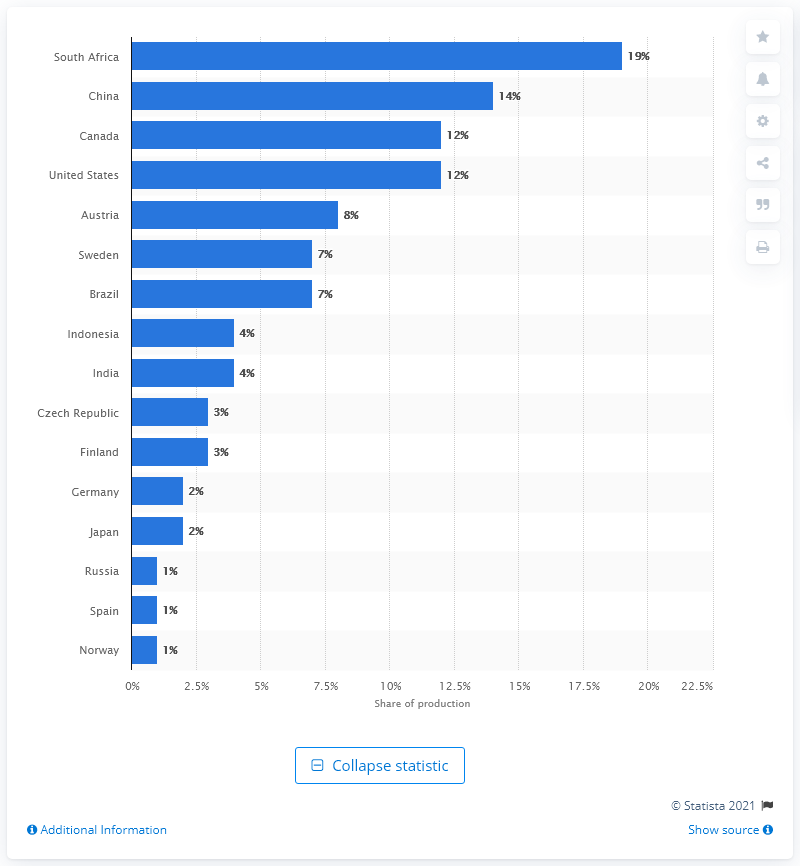 South Africa 19%
China 14%
Canada 12%
United States 12%
Austria 8%
Sweden 7%
Brazil 7%
Indonesia 4%
India 4%
Czech Republic 3%
Finland 3%
Germany 2%
Japan 2%
Russia 1%
Spain 1%
Norway 1%
0% 2.5% 5% 7.5% 10% 12.5% 15% 17.5% 20% 22.5%
Share of production
Collapse statistic
© Statista 2021
Additional Information Show source